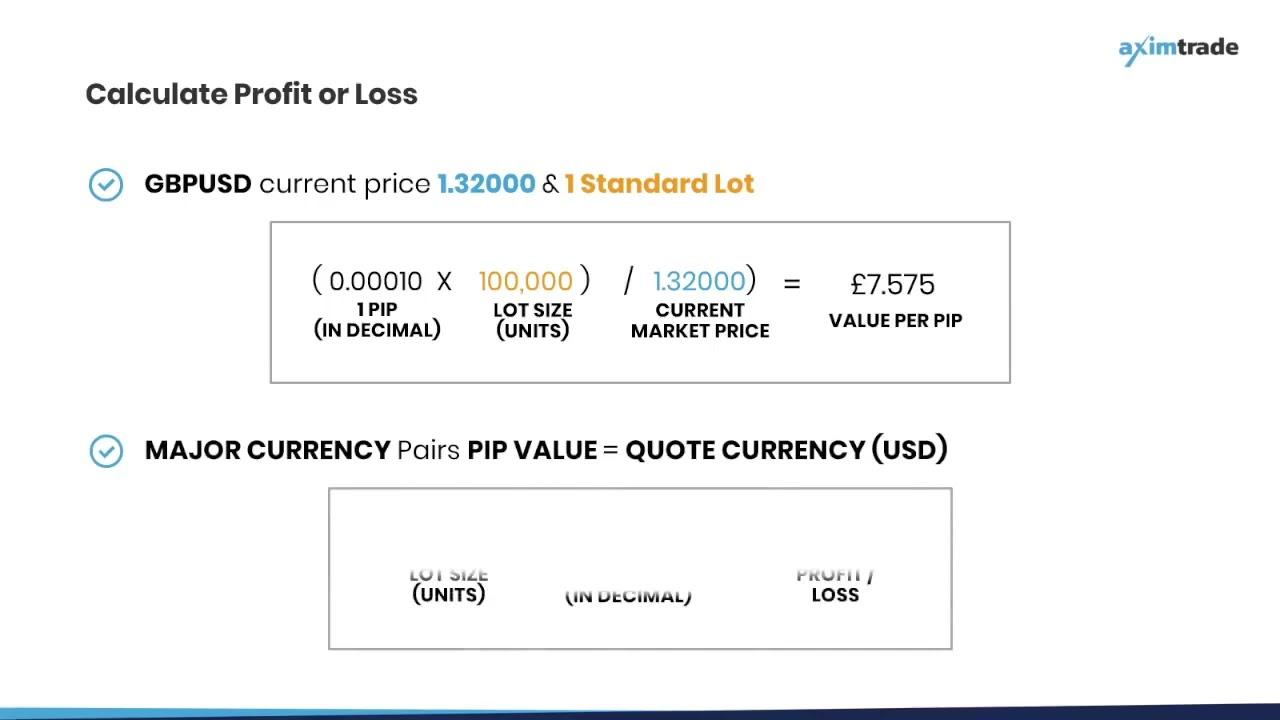 aximtrade
Calculate Profit or Loss
GBPUSD current price 1.32000 & 1 Standard Lot
( 0.00010 X 100,000 ) / 1.32000) = £7.575
1 PIP (IN DECIMAL)
LOT SIZE (UNITS)
CURRENT MARKET PRICE
VALUE PER PIP
MAJOR CURRENCY Pairs PIP VALUE = QUOTE CURRENCY (USD)
LOT SIZE
(UNITS)
(IN DECIMAL)
PROFIT /
LOSS